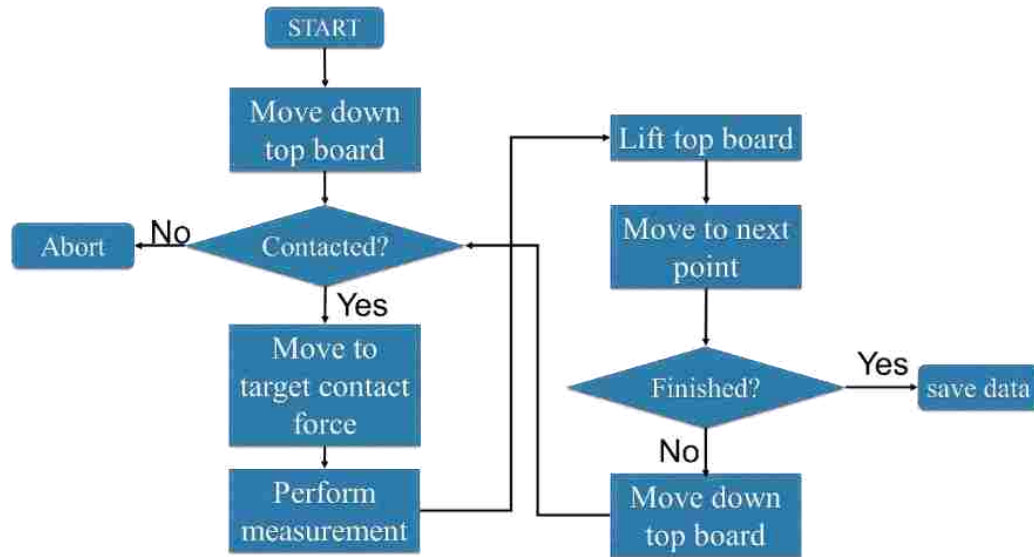 START
Move down
top board
Contacted?
No
Abort
Yes
Move to
target contact
force
Perform
measurement
Lift top board
Move to next
point
Finished?
Yes
save data
No
Move down
top board